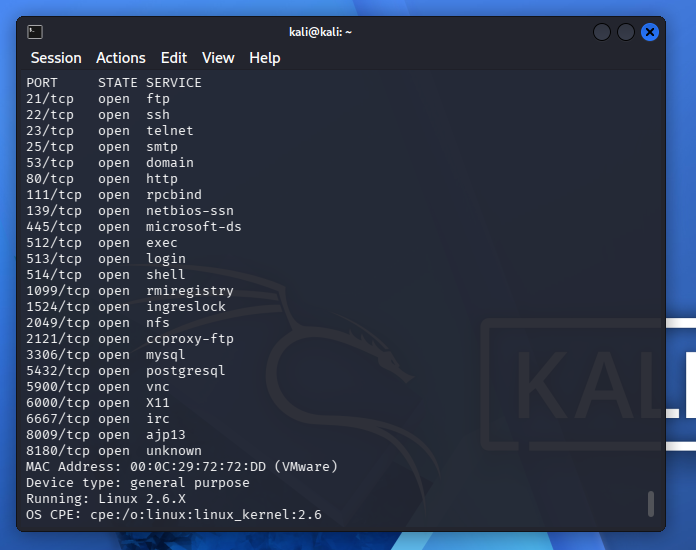 kali@kali: ~
Session Actions Edit View Help
PORT     STATE SERVICE
21/tcp   open  ftp
22/tcp   open  ssh
23/tcp   open  telnet
25/tcp   open  smtp
53/tcp   open  domain
80/tcp   open  http
111/tcp  open  rpcbind
139/tcp  open  netbios-ssn
445/tcp  open  microsoft-ds
512/tcp  open  exec
513/tcp  open  login
514/tcp  open  shell
1099/tcp open  rmiregistry
1524/tcp open  ingreslock
2049/tcp open  nfs
2121/tcp open  ccproxy-ftp
3306/tcp open  mysql
5432/tcp open  postgresql
5900/tcp open  vnc
6000/tcp open  X11
6667/tcp open  irc
8009/tcp open  ajp13
8180/tcp open  unknown
MAC Address: 00:0C:29:72:72:DD (VMware)
Device type: general purpose
Running: Linux 2.6.X
OS CPE: cpe:/o:linux:linux_kernel:2.6
KALI